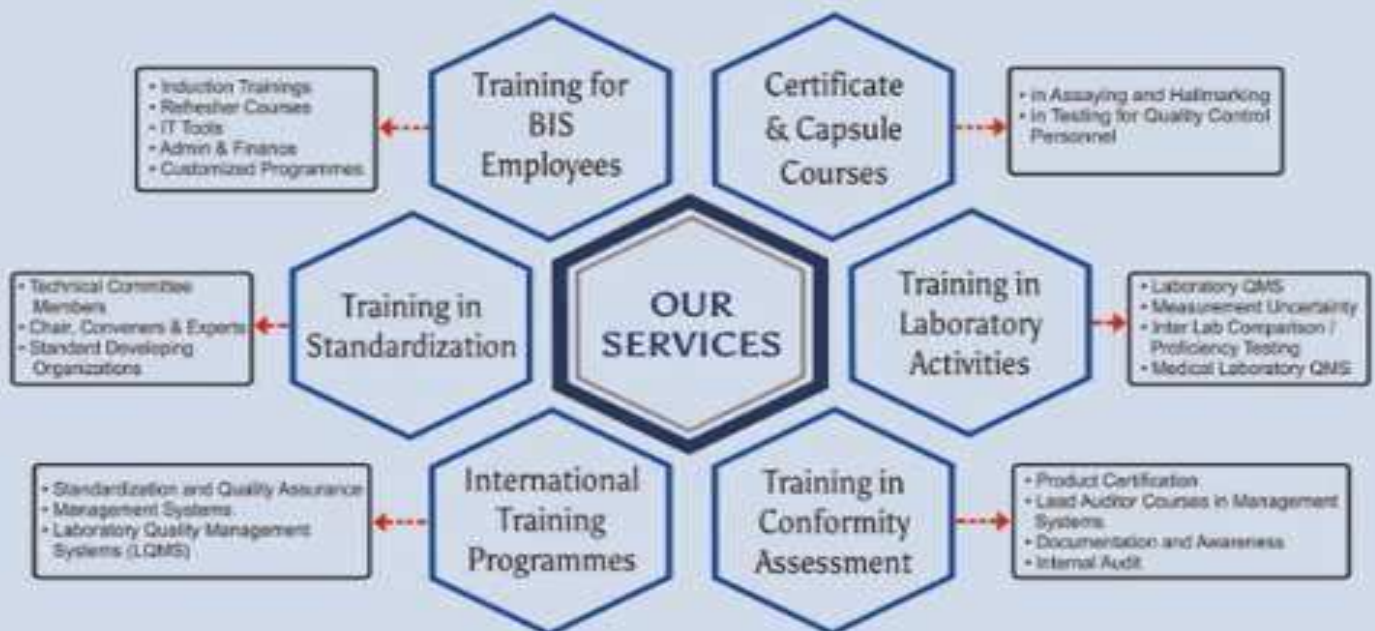 Training for
BIS
Employees
• Induction Trainings
• Refresher Courses
• IT Tools
• Admin & Finance
• Customized Programmes
Certificate
& Capsule
Courses
• in Assaying and Hallmarking
• in Testing for Quality Control
Personnel
Training in
Standardization
• Technical Committee
Members
• Chair, Conveners & Experts
• Standard Developing
Organizations
OUR
SERVICES
Training in
Laboratory
Activities
• Laboratory QMS
• Measurement Uncertainty
• Inter Lab Comparison /
Proficiency Testing
• Medical Laboratory QMS
International
Training
Programmes
• Standardization and Quality Assurance
• Management Systems
• Laboratory Quality Management
Systems (LQMS)
Training in
Conformity
Assessment
• Product Certification
• Lead Auditor Courses in Management
Systems
• Documentation and Awareness
• Internal Audit